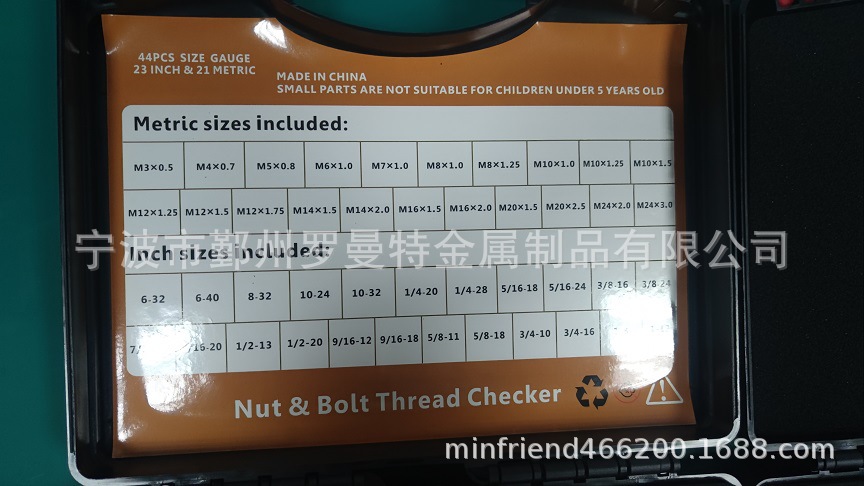 44PCS SIZE GAUGE
23 INCH & 21 METRIC
MADE IN CHINA
SMALL PARTS ARE NOT SUITABLE FOR CHILDREN UNDER 5 YEARS OLD
Metric sizes included:
M3×0.5 M4×0.7 M5×0.8 M6×1.0 M7×1.0 M8×1.0 M8×1.25 M10×1.0 M10×1.25 M10×1.5
M12×1.25 M12×1.5 M12×1.75 M14×1.5 M14×2.0 M16×1.5 M16×2.0 M20×1.5 M20×2.5 M24×2.0 M24×3.0
宁波市鄞州罗曼特金属制品有限公司
Inch sizes included:
6-32 6-40 8-32 10-24 10-32 1/4-20 1/4-28 5/16-18 5/16-24 3/8-16 3/8-24
1/2-13 1/2-20 9/16-12 9/16-18 5/8-11 5/8-18 3/4-10 3/4-16
Nut & Bolt Thread Checker
minfriend466200.1688.com